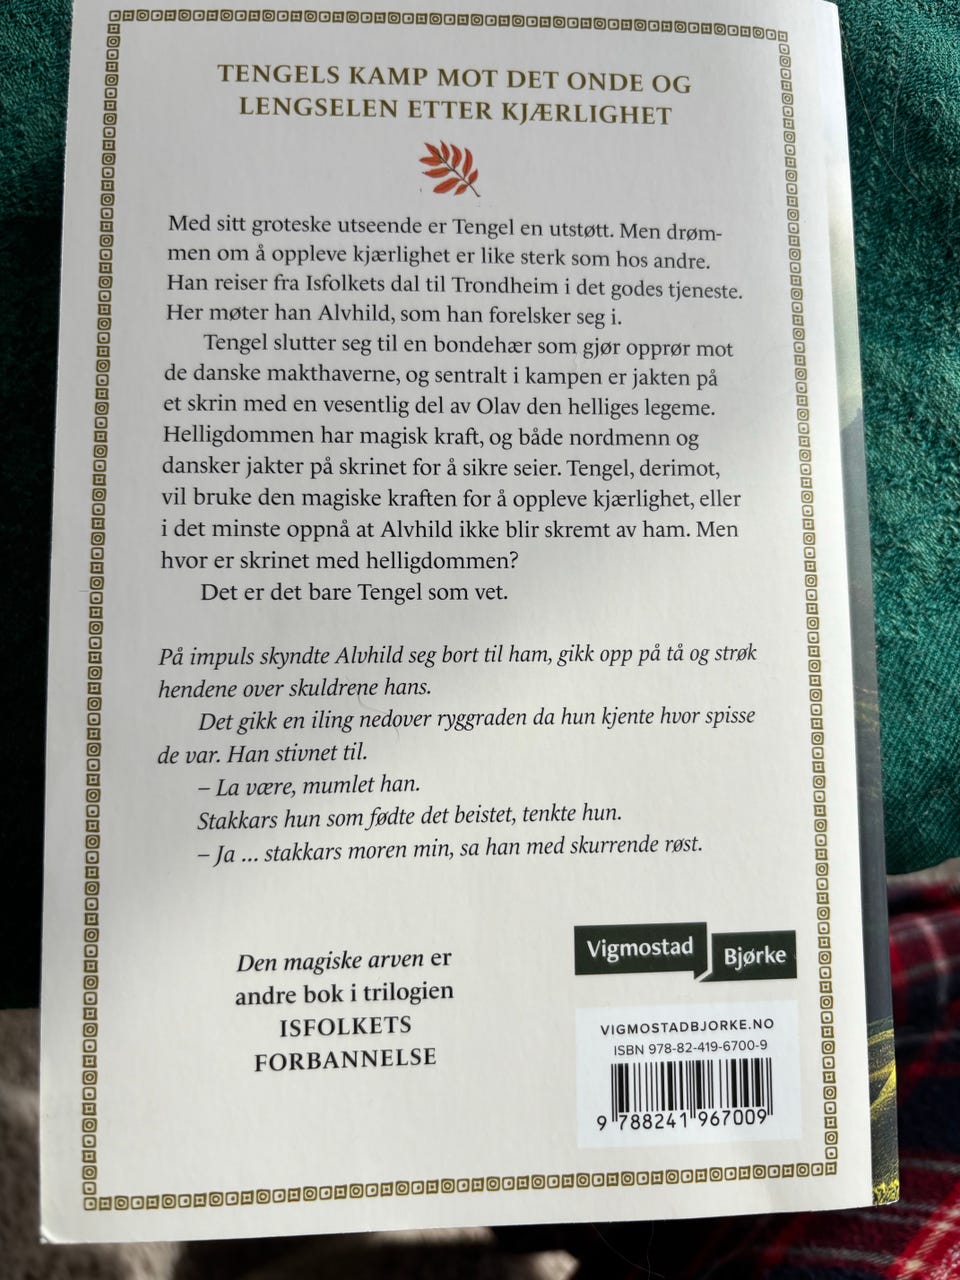 TENGELS KAMP MOT DET ONDE OG
LENGSELEN ETTER KJÆRLIGHET
Med sitt groteske utseende er Tengel en utstøtt. Men drøm-
men om å oppleve kjærlighet er like sterk som hos andre.
Han reiser fra Isfolkets dal til Trondheim i det godes tjeneste.
Her møter han Alvhild, som han forelsker seg i.
Tengel slutter seg til en bondehær som gjør opprør mot
de danske makthaverne, og sentralt i kampen er jakten på
et skrin med en vesentlig del av Olav den helliges legeme.
Helligdommen har magisk kraft, og både nordmenn og
dansker jakter på skrinet for å sikre seier. Tengel, derimot,
vil bruke den magiske kraften for å oppleve kjærlighet, eller
i det minste oppnå at Alvhild ikke blir skremt av ham. Men
hvor er skrinet med helligdommen?
Det er det bare Tengel som vet.
På impuls skyndte Alvhild seg bort til ham, gikk opp på tå og strøk
hendene over skuldrene hans.
Det gikk en iling nedover ryggraden da hun kjente hvor spisse
de var. Han stivnet til.
– La være, mumlet han.
Stakkars hun som fødte det beistet, tenkte hun.
– Ja ... stakkars moren min, sa han med skurrende røst.
Den magiske arven er
andre bok i trilogien
ISFOLKETS
FORBANNELSE
Vigmostad
Bjørke
VIGMOSTADBJORKE.NO
ISBN 978-82-419-6700-9
9 788241 967009